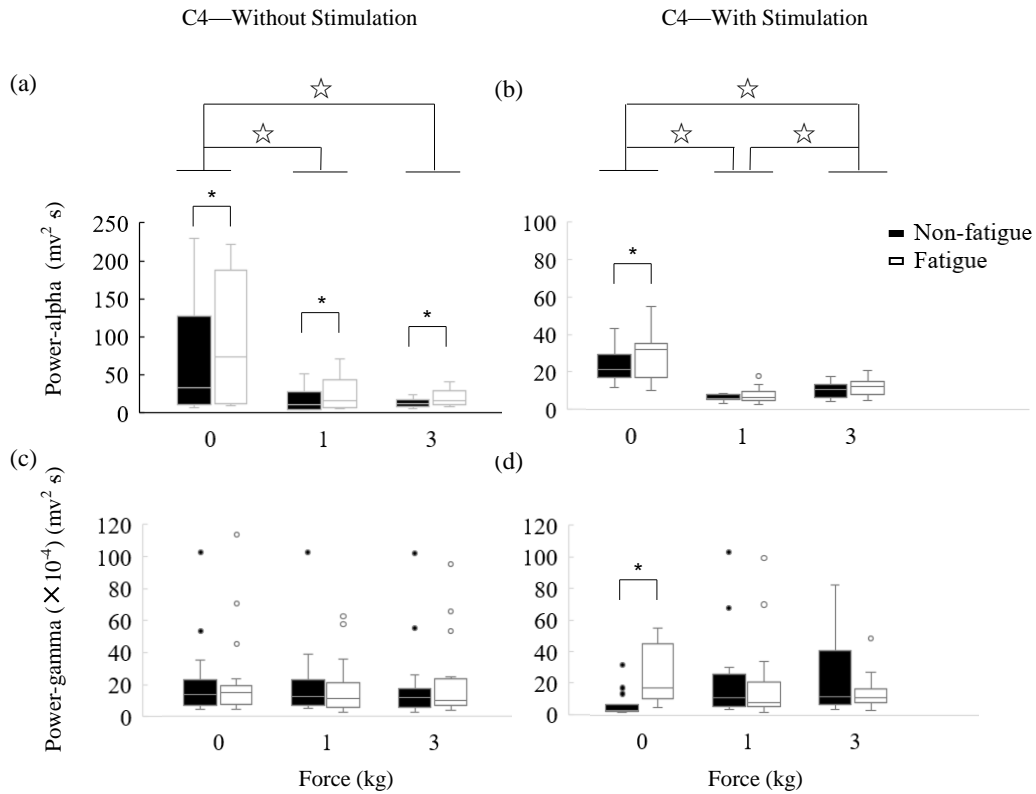 C4—Without Stimulation
C4—With Stimulation
(a)
☆
☆
*
*
*
Power-alpha (mv² s)
250
200
150
100
50
0
0 1 3
(b)
☆
☆ ☆
*
100
80
60
40
20
0
0 1 3
Non-fatigue
Fatigue
(c)
Power-gamma (×10⁻⁴) (mv² s)
120
100
80
60
40
20
0
0 1 3
Force (kg)
(d)
*
120
100
80
60
40
20
0
0 1 3
Force (kg)